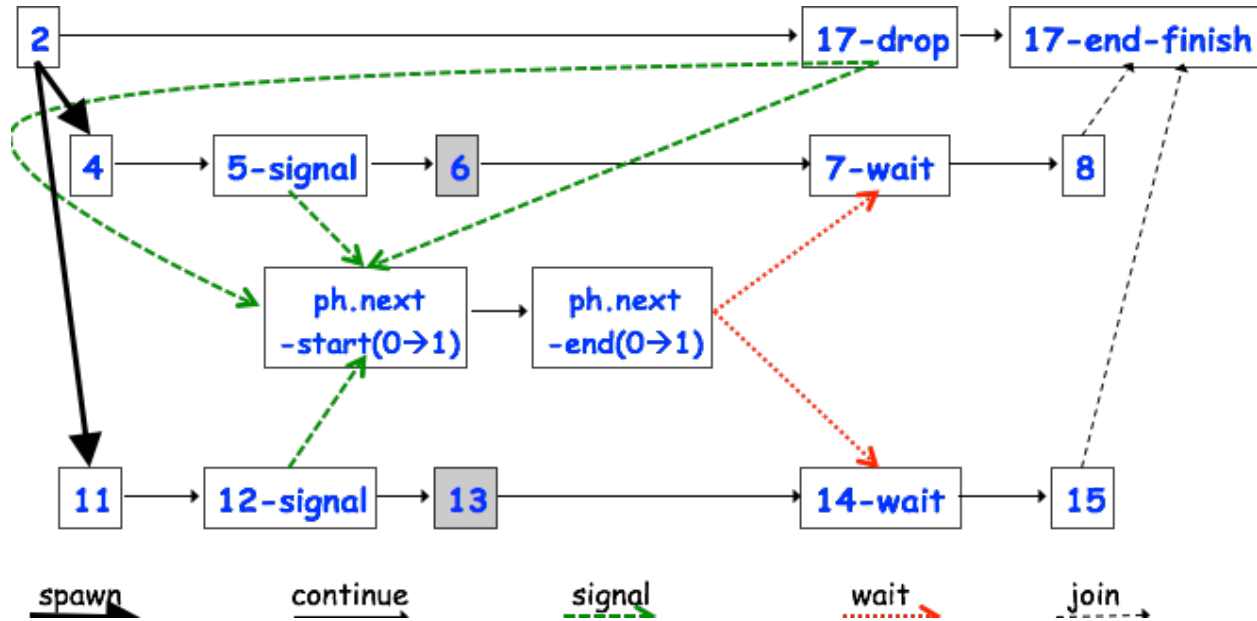 2
17-drop
17-end-finish
4
5-signal
6
7-wait
8
ph.next
-start(0→1)
ph.next
-end(0→1)
11
12-signal
13
14-wait
15
spawn
continue
signal
wait
join